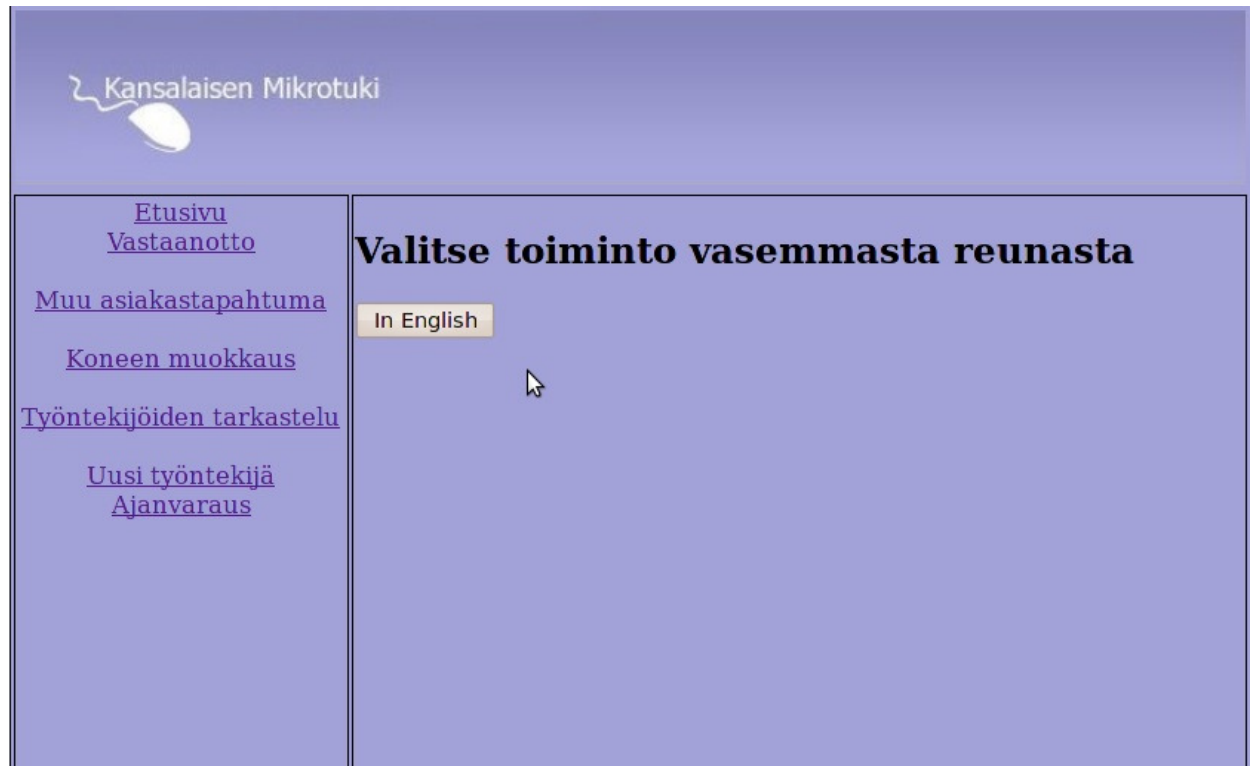 Kansalaisen Mikrotuki
Etusivu
Vastaanotto
Muu asiakastapahtuma
Koneen muokkaus
Työntekijöiden tarkastelu
Uusi työntekijä
Ajanvaraus
Valitse toiminto vasemmasta reunasta
In English